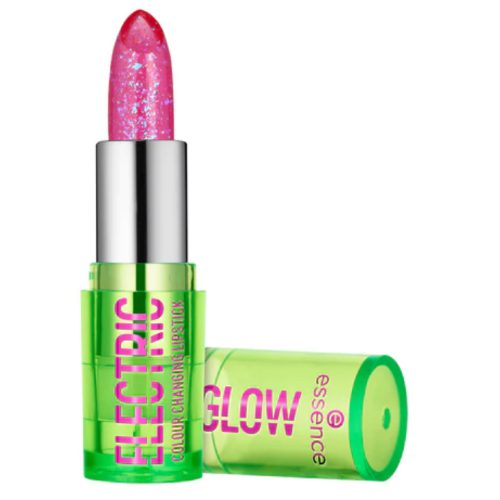 ELECTRIC
COLOUR CHANGING LIPSTICK
GLOW
e
essence